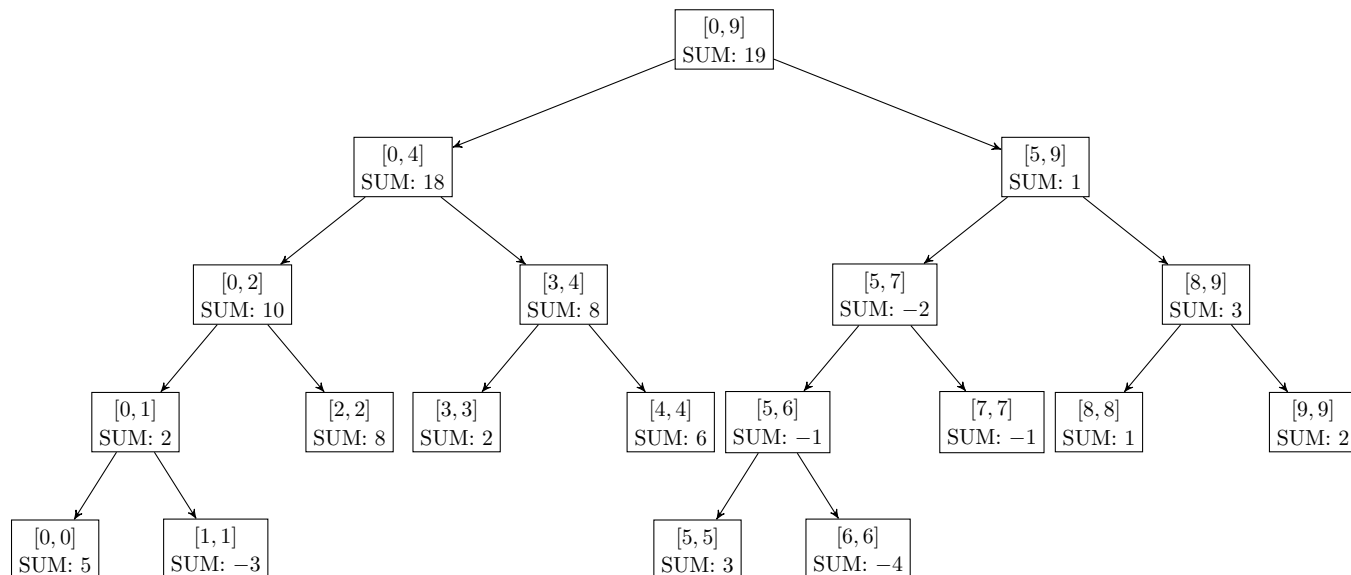 [0, 9]
SUM: 19
[0, 4]
SUM: 18
[5, 9]
SUM: 1
[0, 2]
SUM: 10
[3, 4]
SUM: 8
[5, 7]
SUM: −2
[8, 9]
SUM: 3
[0, 1]
SUM: 2
[2, 2]
SUM: 8
[3, 3]
SUM: 2
[4, 4]
SUM: 6
[5, 6]
SUM: −1
[7, 7]
SUM: −1
[8, 8]
SUM: 1
[9, 9]
SUM: 2
[0, 0]
SUM: 5
[1, 1]
SUM: −3
[5, 5]
SUM: 3
[6, 6]
SUM: −4